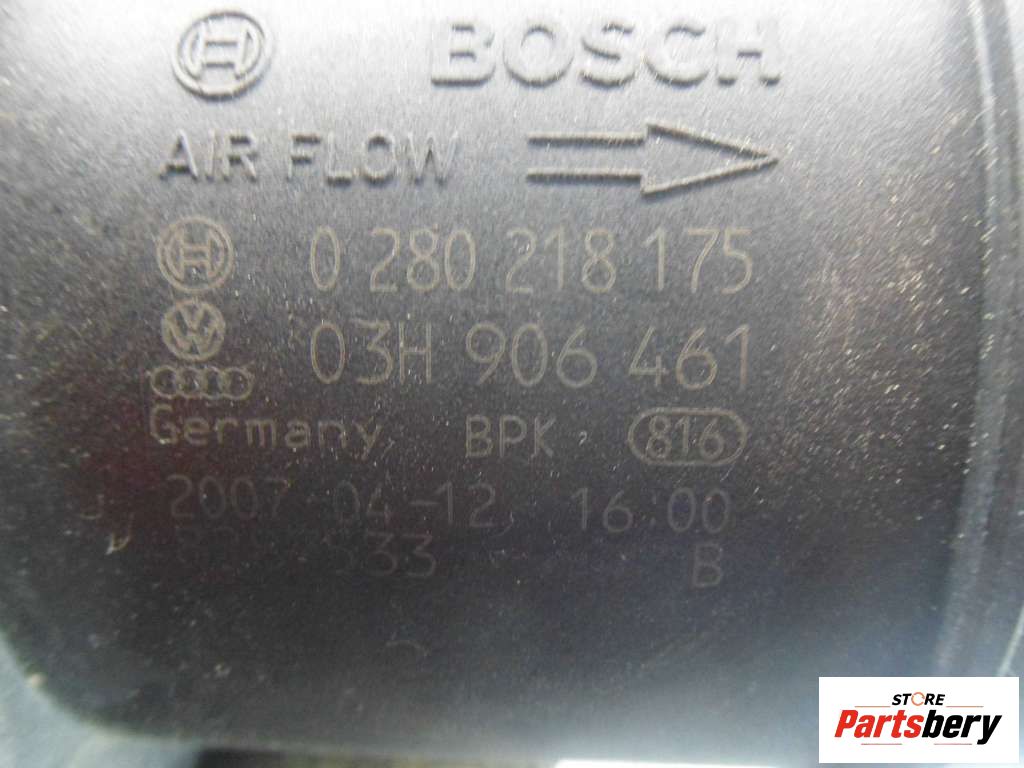 BOSCH
AIR FLOW
0 280 218 175
03H 906 461
Germany BPK 816
2007-04-12 16:00
533 B
STORE
Partsbery